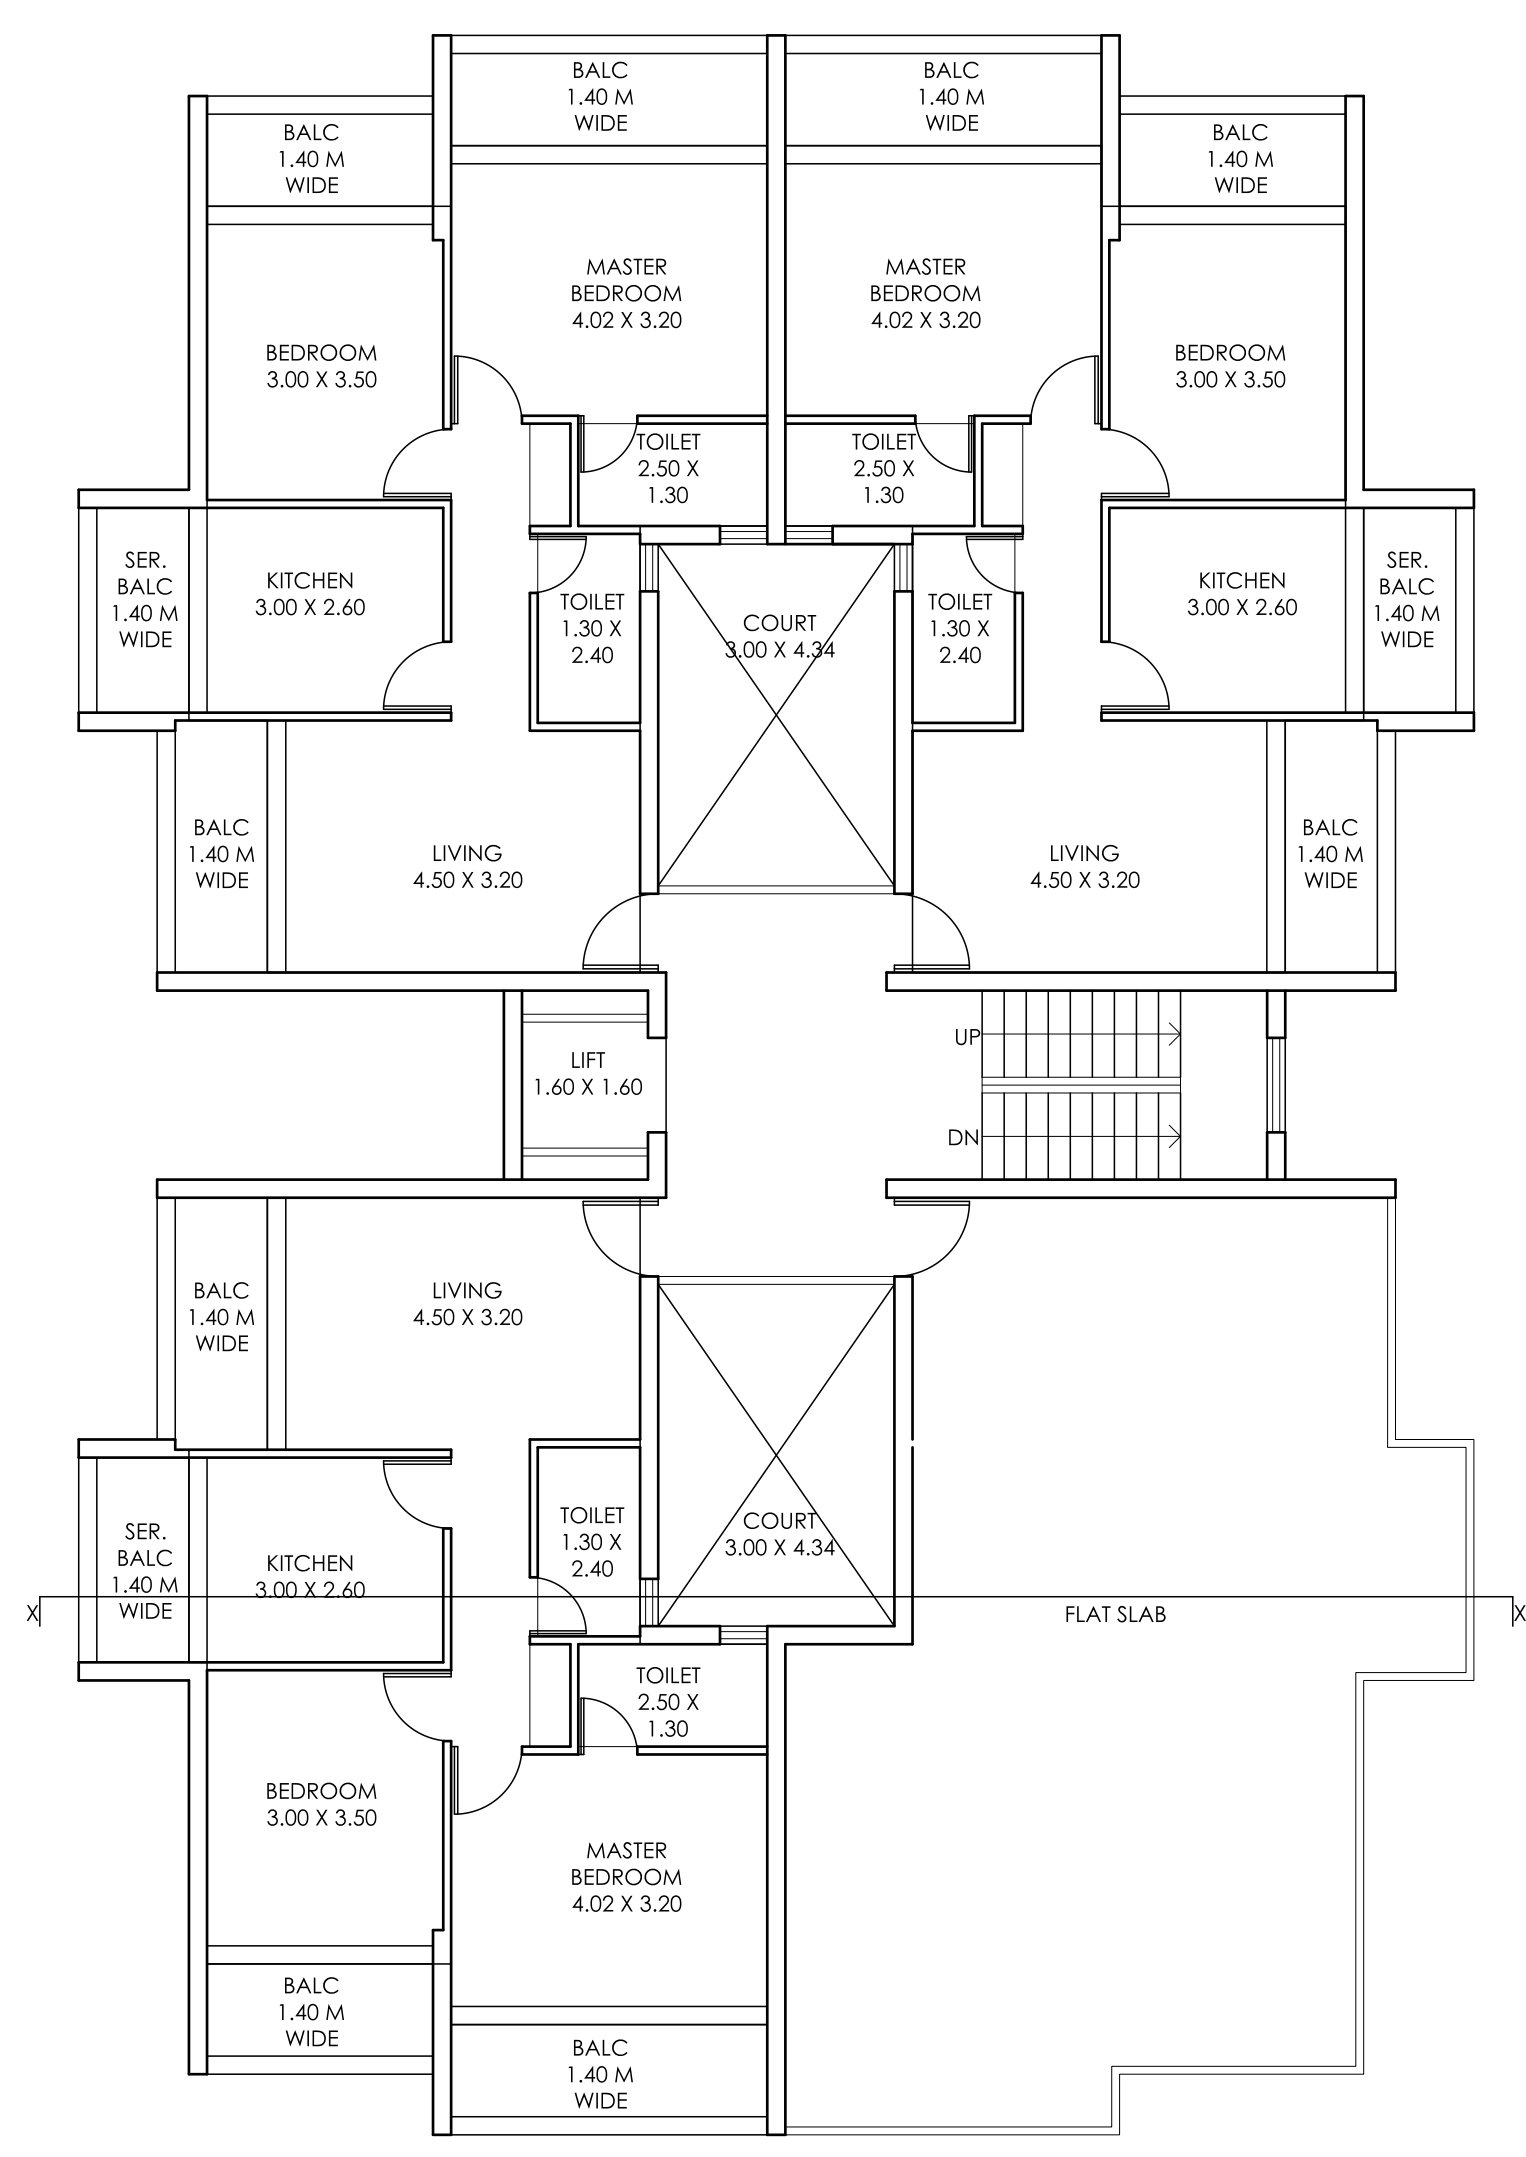 BALC
1.40 M
WIDE
BALC
1.40 M
WIDE
BALC
1.40 M
WIDE
BALC
1.40 M
WIDE
MASTER
BEDROOM
4.02 X 3.20
MASTER
BEDROOM
4.02 X 3.20
BEDROOM
3.00 X 3.50
BEDROOM
3.00 X 3.50
TOILET
2.50 X
1.30
TOILET
2.50 X
1.30
SER.
BALC
1.40 M
WIDE
KITCHEN
3.00 X 2.60
TOILET
1.30 X
2.40
COURT
3.00 X 4.34
TOILET
1.30 X
2.40
KITCHEN
3.00 X 2.60
SER.
BALC
1.40 M
WIDE
BALC
1.40 M
WIDE
LIVING
4.50 X 3.20
LIVING
4.50 X 3.20
BALC
1.40 M
WIDE
LIFT
1.60 X 1.60
UP
DN
BALC
1.40 M
WIDE
LIVING
4.50 X 3.20
SER.
BALC
1.40 M
WIDE
KITCHEN
3.00 X 2.60
TOILET
1.30 X
2.40
COURT
3.00 X 4.34
X
FLAT SLAB
X
TOILET
2.50 X
1.30
BEDROOM
3.00 X 3.50
MASTER
BEDROOM
4.02 X 3.20
BALC
1.40 M
WIDE
BALC
1.40 M
WIDE